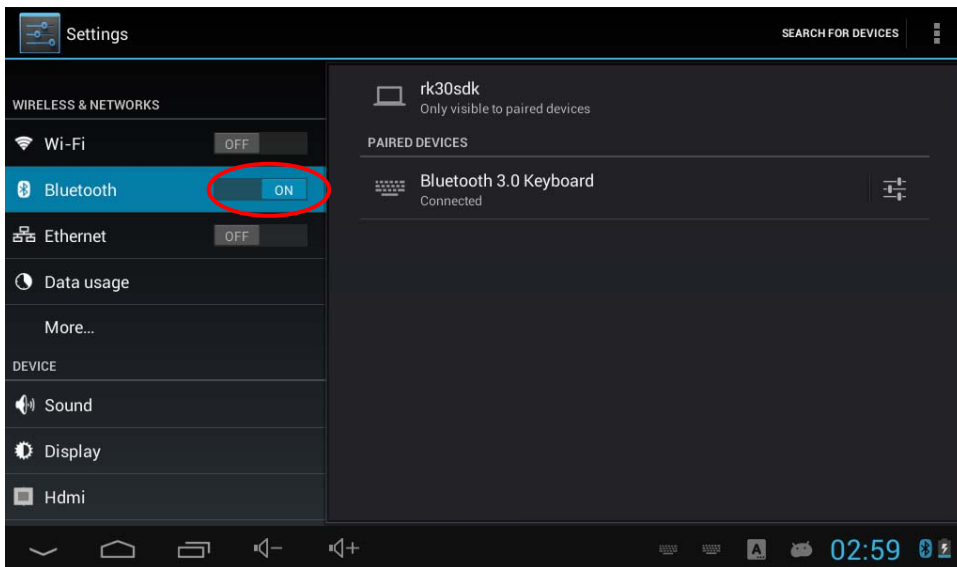 Settings
SEARCH FOR DEVICES
WIRELESS & NETWORKS
Wi-Fi
OFF
Bluetooth
ON
Ethernet
OFF
Data usage
More...
DEVICE
Sound
Display
Hdmi
rk30sdk
Only visible to paired devices
PAIRED DEVICES
Bluetooth 3.0 Keyboard
Connected
A
02:59